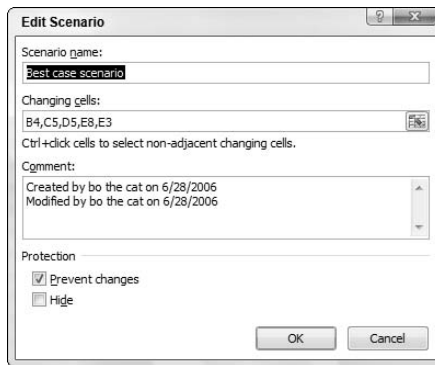 Edit Scenario
Scenario name:
Best case scenario
Changing cells:
B4,C5,D5,E8,E3
Ctrl+click cells to select non-adjacent changing cells.
Comment:
Created by bo the cat on 6/28/2006
Modified by bo the cat on 6/28/2006
Protection
Prevent changes
Hide
OK Cancel